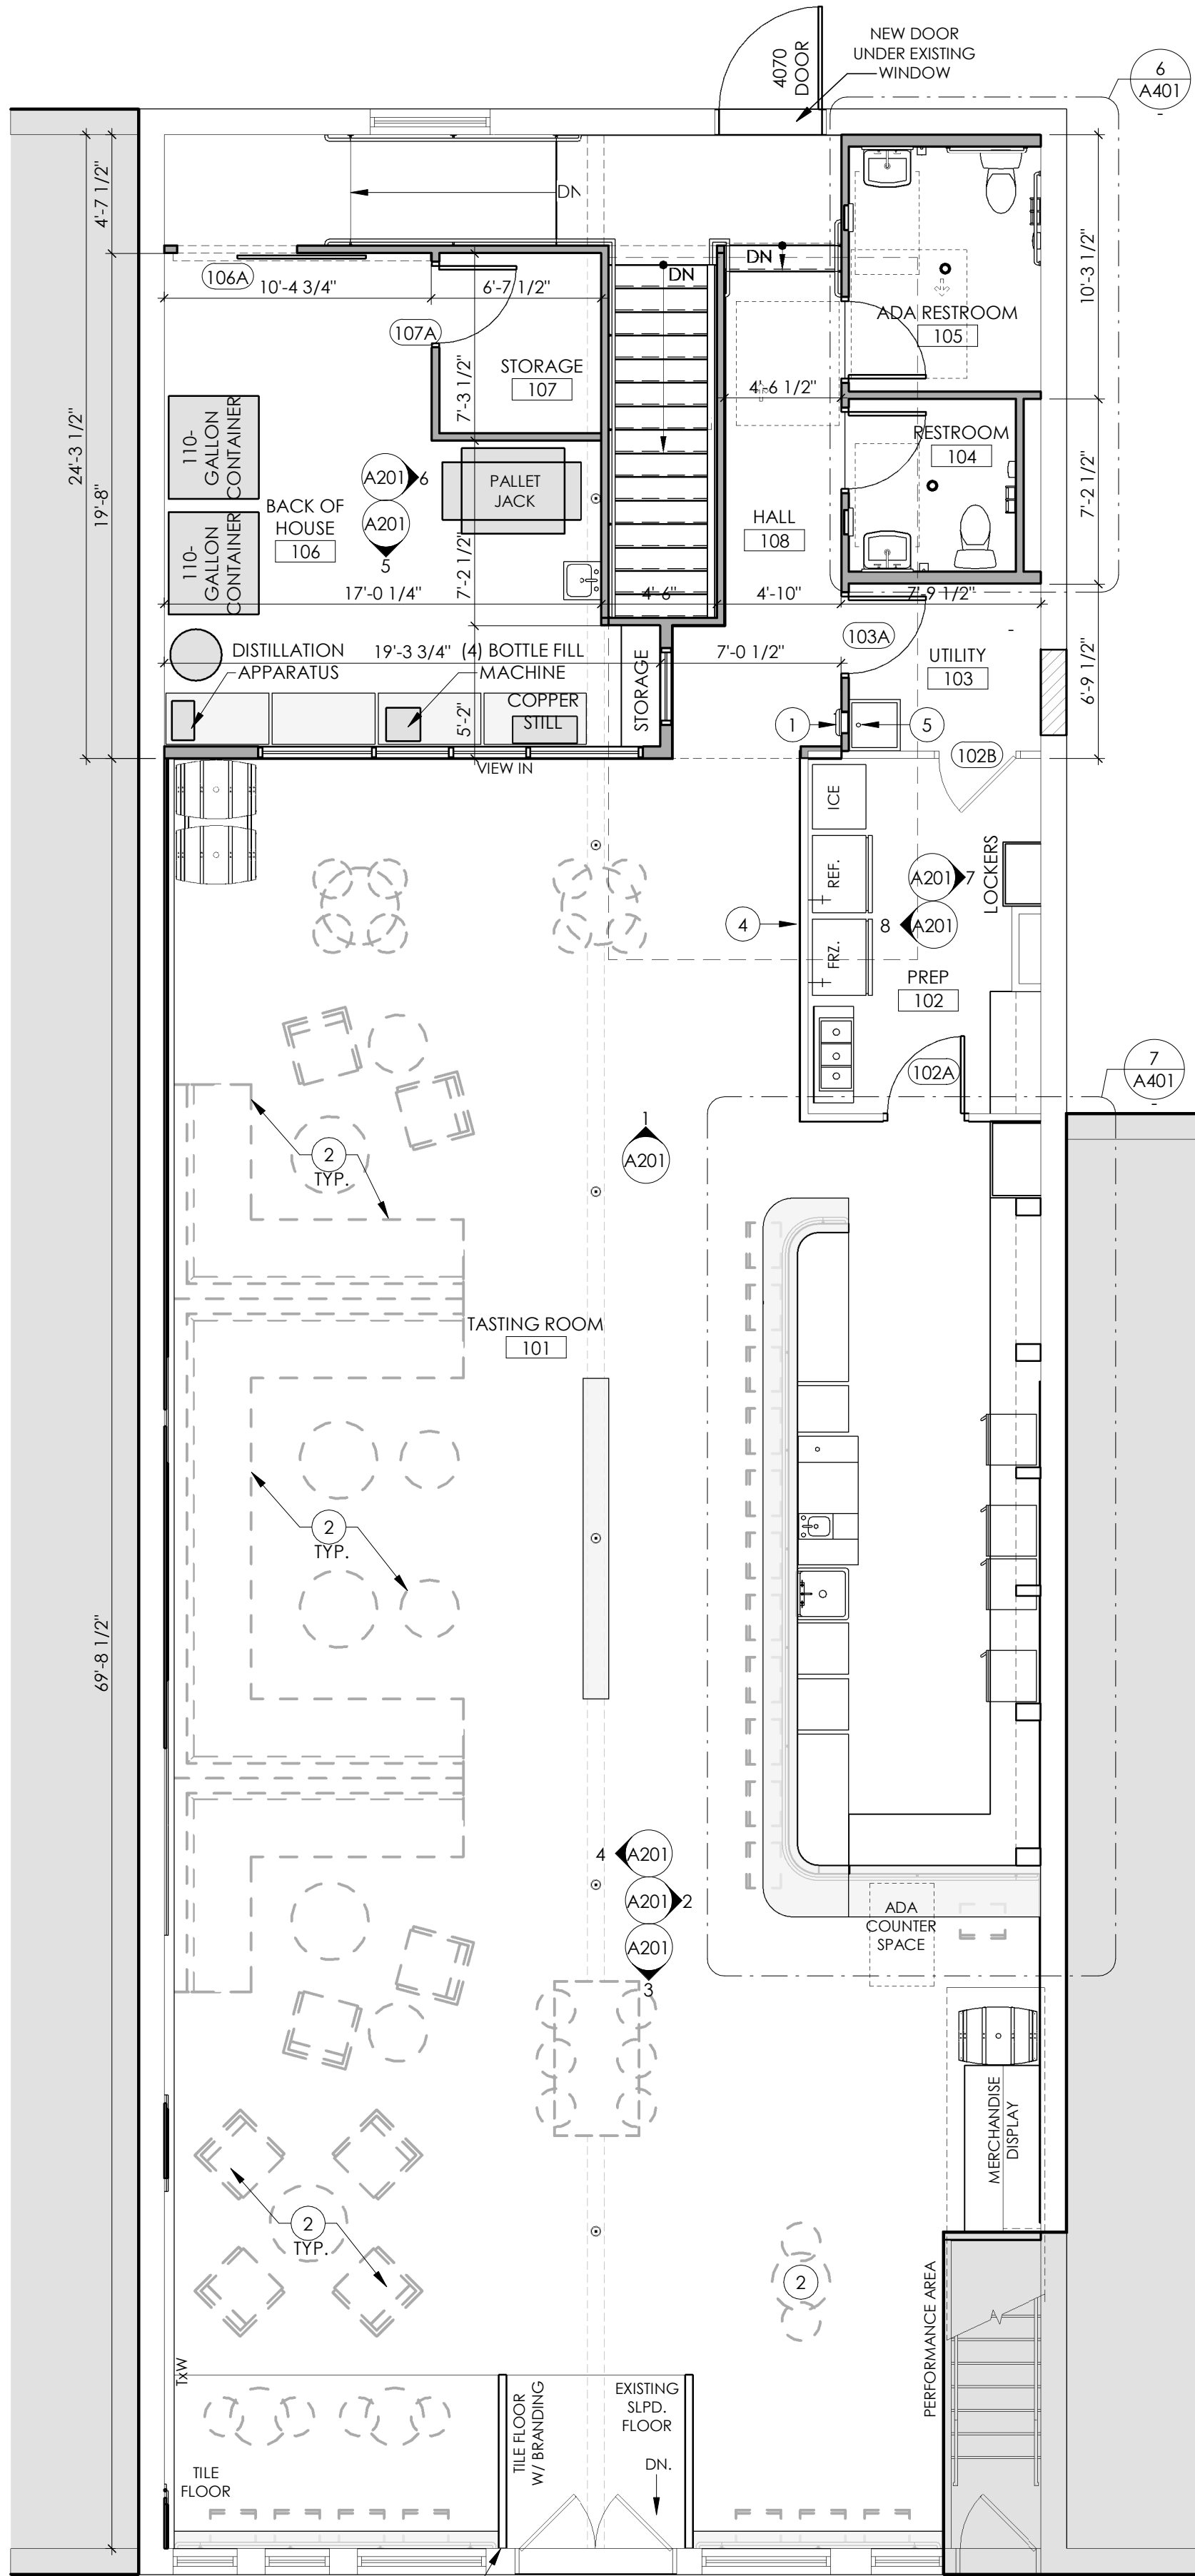 NEW DOOR
UNDER EXISTING
WINDOW
4070
DOOR
6
A401
-
4'-7 1/2"
DN
DN
DN
106A
10'-4 3/4"
6'-7 1/2"
107A
STORAGE
107
7'-3 1/2"
10'-3 1/2"
ADA RESTROOM
105
4'-6 1/2"
24'-3 1/2"
19'-8"
110-
GALLON
CONTAINER
110-
GALLON
CONTAINER
BACK OF
HOUSE
106
A201
6
A201
5
PALLET
JACK
RESTROOM
104
7'-2 1/2"
HALL
108
7'-2 1/2"
17'-0 1/4"
4'-6"
4'-10"
7'-9 1/2"
103A
-
UTILITY
103
6'-9 1/2"
DISTILLATION
APPARATUS
19'-3 3/4"
(4) BOTTLE FILL
MACHINE
7'-0 1/2"
STORAGE
COPPER
STILL
5'-2"
1
5
102B
VIEW IN
ICE
REF.
FRZ.
LOCKERS
A201
7
8
A201
4
PREP
102
102A
7
A401
-
1
A201
2
TYP.
TASTING ROOM
101
2
TYP.
69'-8 1/2"
4
A201
A201
2
A201
3
ADA
COUNTER
SPACE
MERCHANDISE
DISPLAY
2
TYP.
2
PERFORMANCE AREA
TxW
TILE FLOOR
W/ BRANDING
EXISTING
SLPD.
FLOOR
DN.
TILE
FLOOR